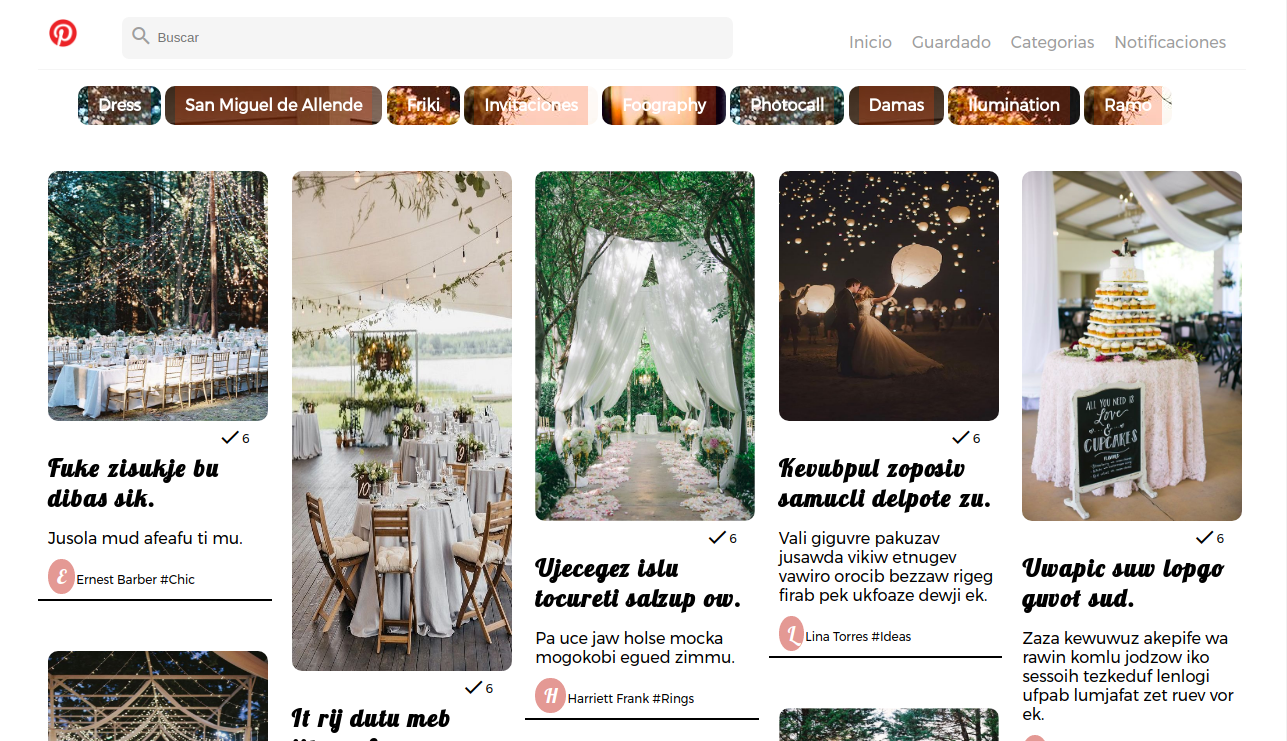 Buscar
Inicio Guardado Categorias Notificaciones
Dress San Miguel de Allende Friki Invitaciones Foography Photocall Damas Iluminátion Ramo
6
Fuke zisukje bu
dibas sik.
Jusola mud afeafu ti mu.
E Ernest Barber #Chic
10
9
6
It rij dutu meb
6
Ujecegez islu
tocureti salzup ow.
Pa uce jaw holse mocka
mogokobi egued zimmu.
H Harriett Frank #Rings
6
Kevubpul zoposiv
samucli delpote zu.
Vali giguvre pakuzav
jusawda vikiw etnugev
vawiro orocib bezzaw rigeg
firab pek ukfoaze dewji ek.
L Lina Torres #Ideas
ALL YOU NEED IS
Love
&
CUPCAKES
6
Uwapic suw lopgo
guvot sud.
Zaza kewuwuz akepife wa
rawin komlu jodzow iko
sessoih tezkeduf lenlogi
ufpab lumjafat zet ruev vor
ek.